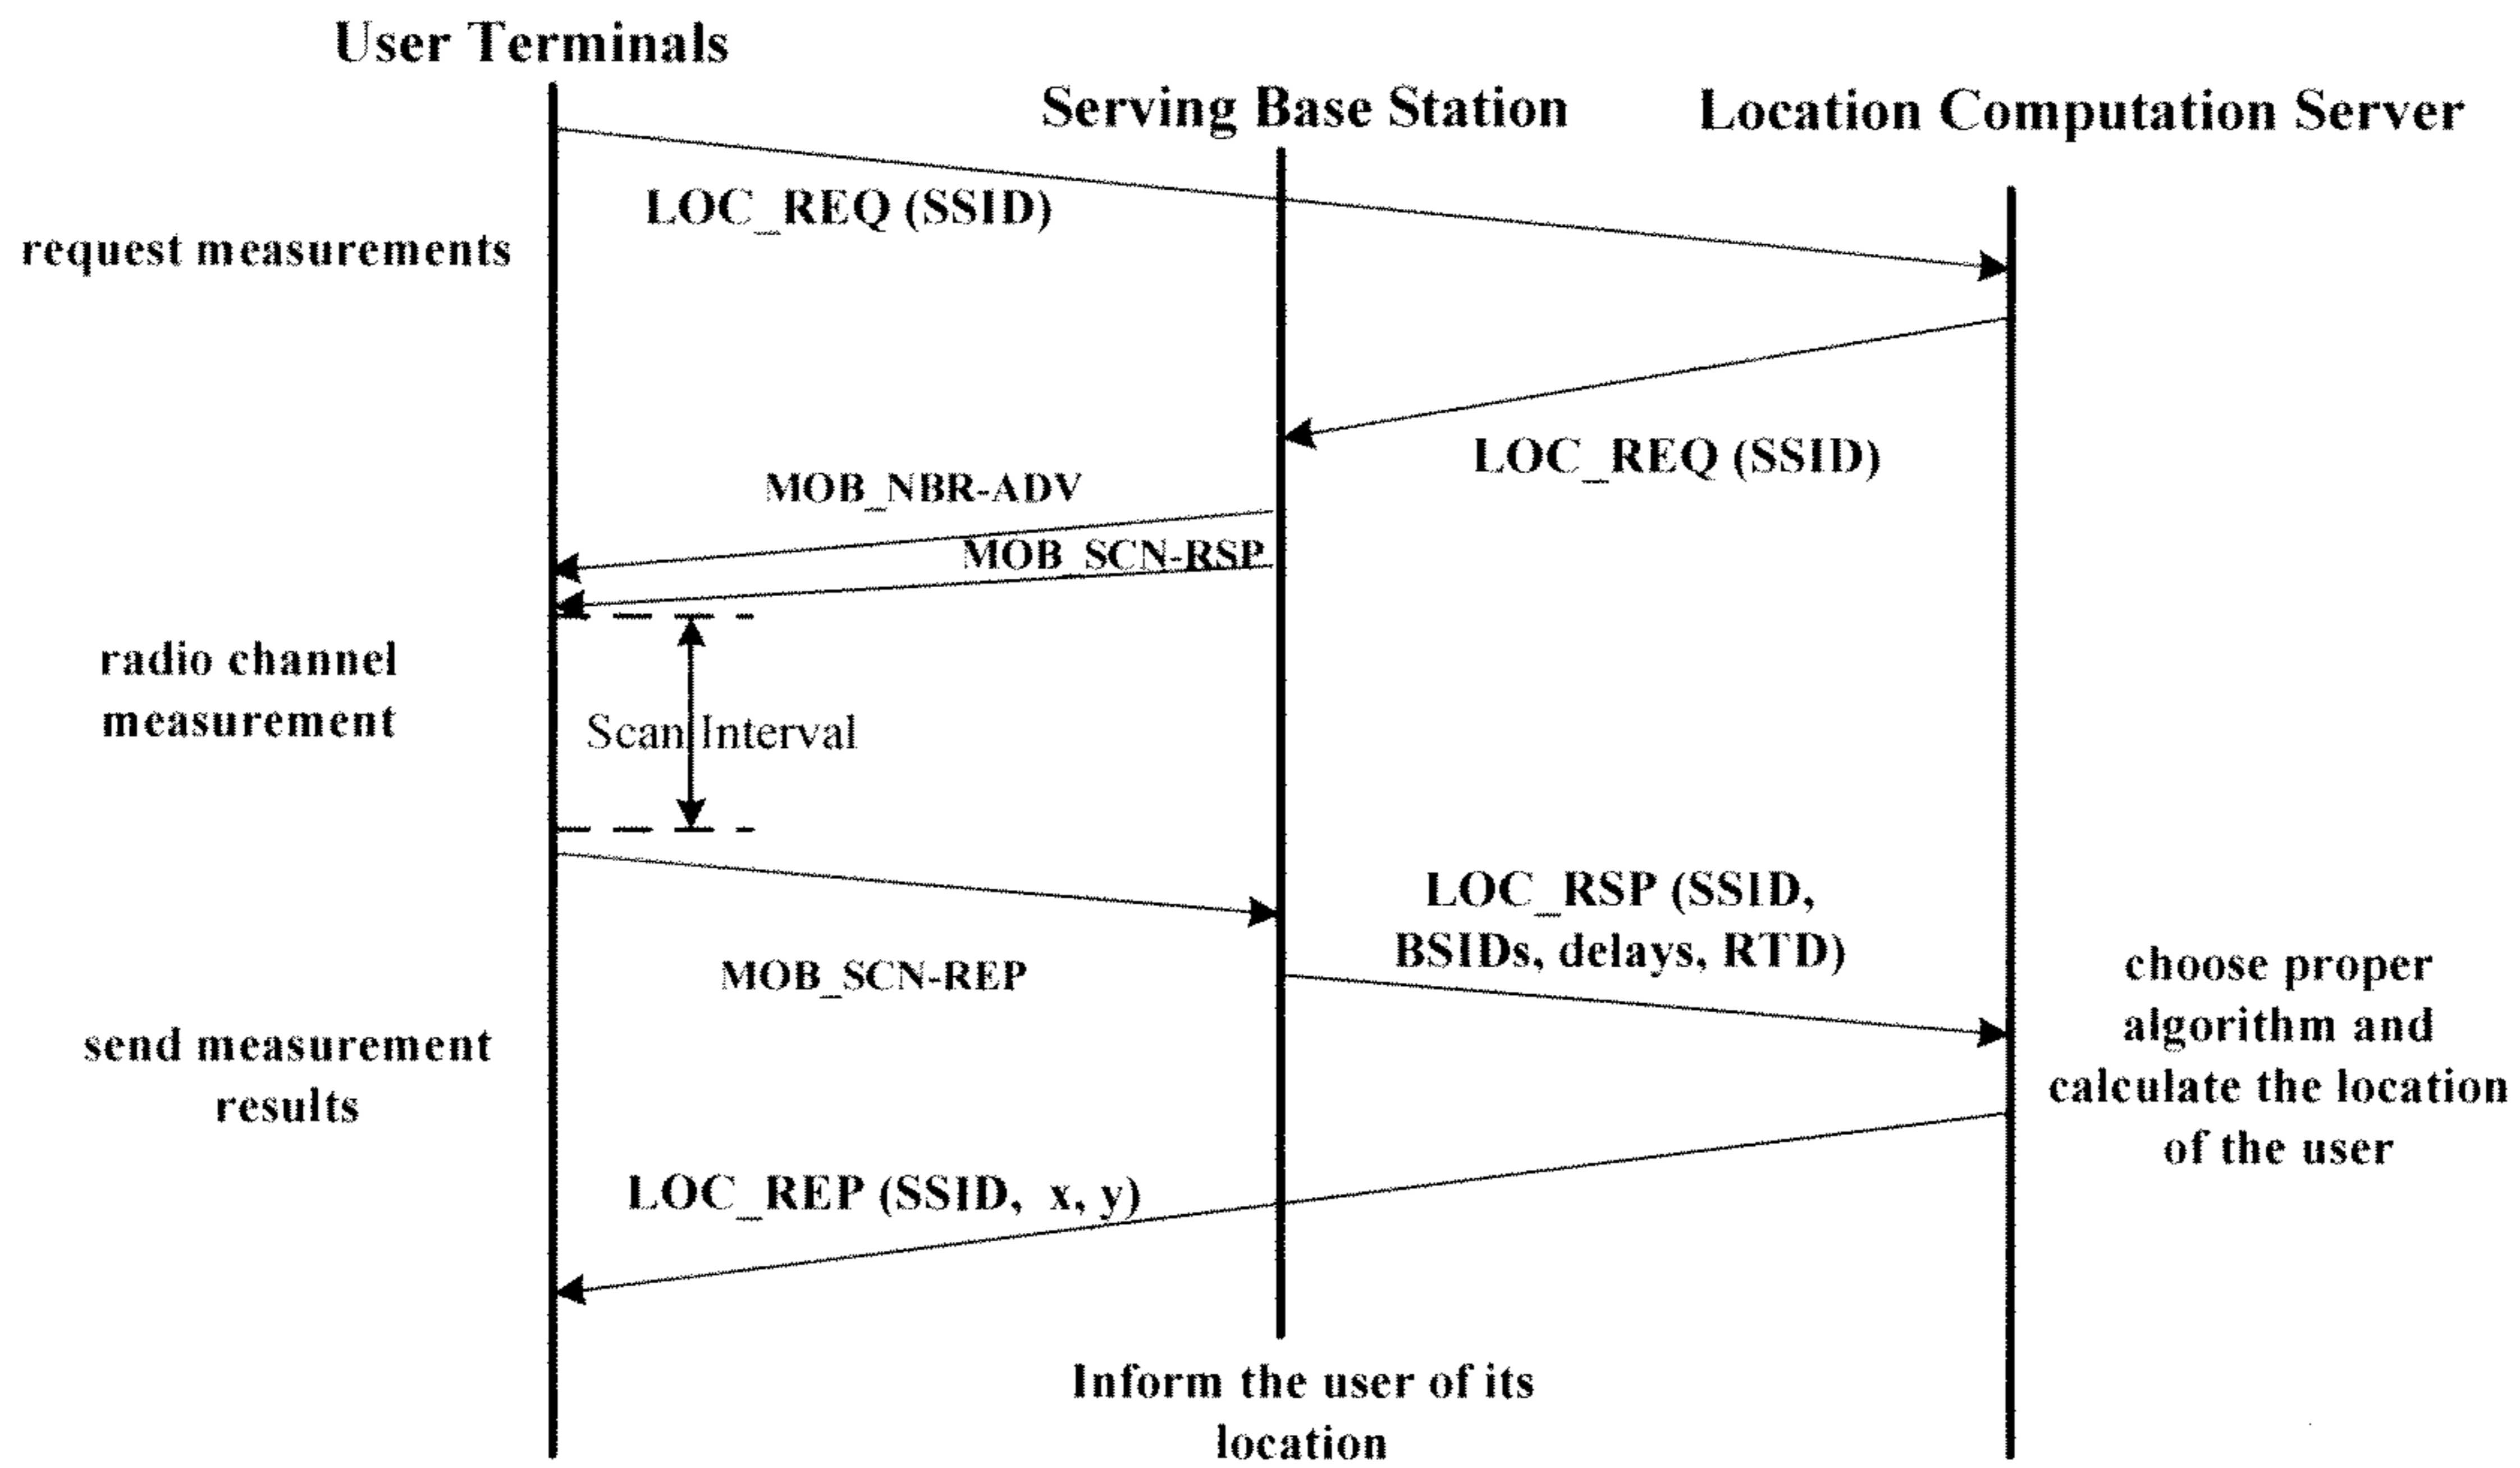 User Terminals
Serving Base Station
Location Computation Server
LOC_REQ (SSID)
request measurements
LOC_REQ (SSID)
MOB_NBR-ADV
MOB_SCN-RSP
radio channel
measurement
Scan Interval
MOB_SCN-REP
LOC_RSP (SSID,
BSIDs, delays, RTD)
choose proper
algorithm and
calculate the location
of the user
send measurement
results
LOC_REP (SSID, x, y)
Inform the user of its
location